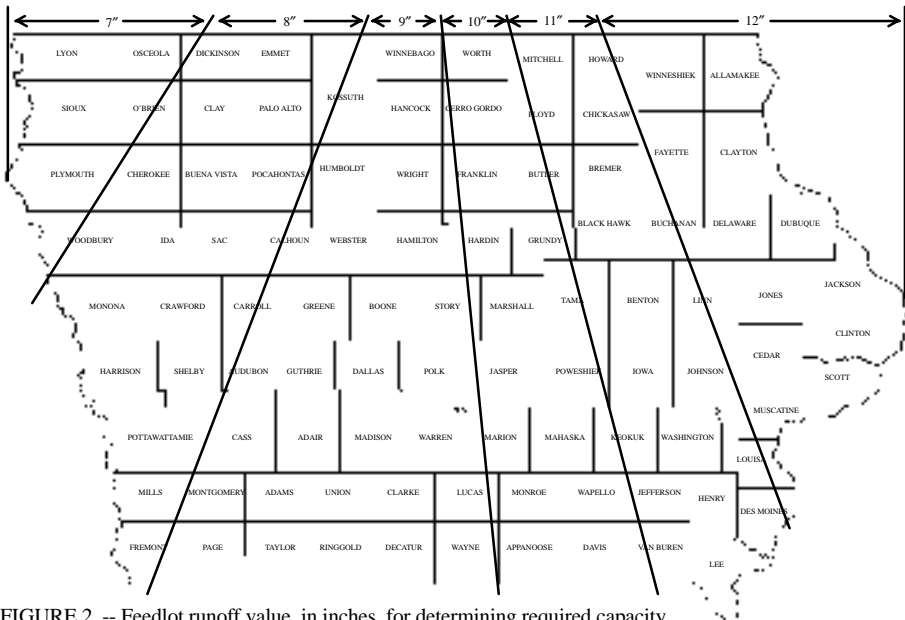 7″ 8″ 9″ 10″ 11″ 12″
LYON OSCEOLA DICKINSON EMMET WINNEBAGO WORTH MITCHELL HOWARD
WINNESHIEK ALLAMAKEE
KOSSUTH
SIOUX O'BRIEN CLAY PALO ALTO HANCOCK CERRO GORDO FLOYD CHICKASAW
FAYETTE CLAYTON
PLYMOUTH CHEROKEE BUENA VISTA POCAHONTAS HUMBOLDT WRIGHT FRANKLIN BUTLER BREMER
BLACK HAWK BUCHANAN DELAWARE DUBUQUE
WOODBURY IDA SAC CALHOUN WEBSTER HAMILTON HARDIN GRUNDY
JACKSON
MONONA CRAWFORD CARROLL GREENE BOONE STORY MARSHALL TAMA BENTON LINN JONES
CLINTON
CEDAR
HARRISON SHELBY AUDUBON GUTHRIE DALLAS POLK JASPER POWESHIEK IOWA JOHNSON SCOTT
MUSCATINE
POTTAWATTAMIE CASS ADAIR MADISON WARREN MARION MAHASKA KEOKUK WASHINGTON
LOUISA
MILLS MONTGOMERY ADAMS UNION CLARKE LUCAS MONROE WAPELLO JEFFERSON HENRY
DES MOINES
FREMONT PAGE TAYLOR RINGGOLD DECATUR WAYNE APPANOOSE DAVIS VAN BUREN
LEE
FIGURE 2. -- Feedlot runoff value, in inches, for determining required capacity